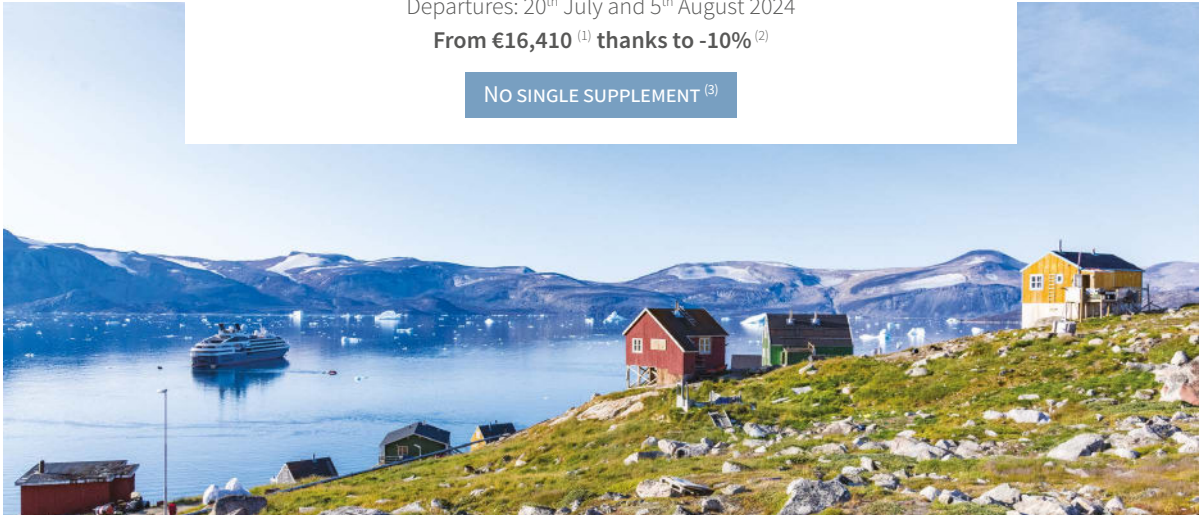 Departures: 20th July and 5th August 2024
From €16,410 (1) thanks to -10% (2)
NO SINGLE SUPPLEMENT (3)